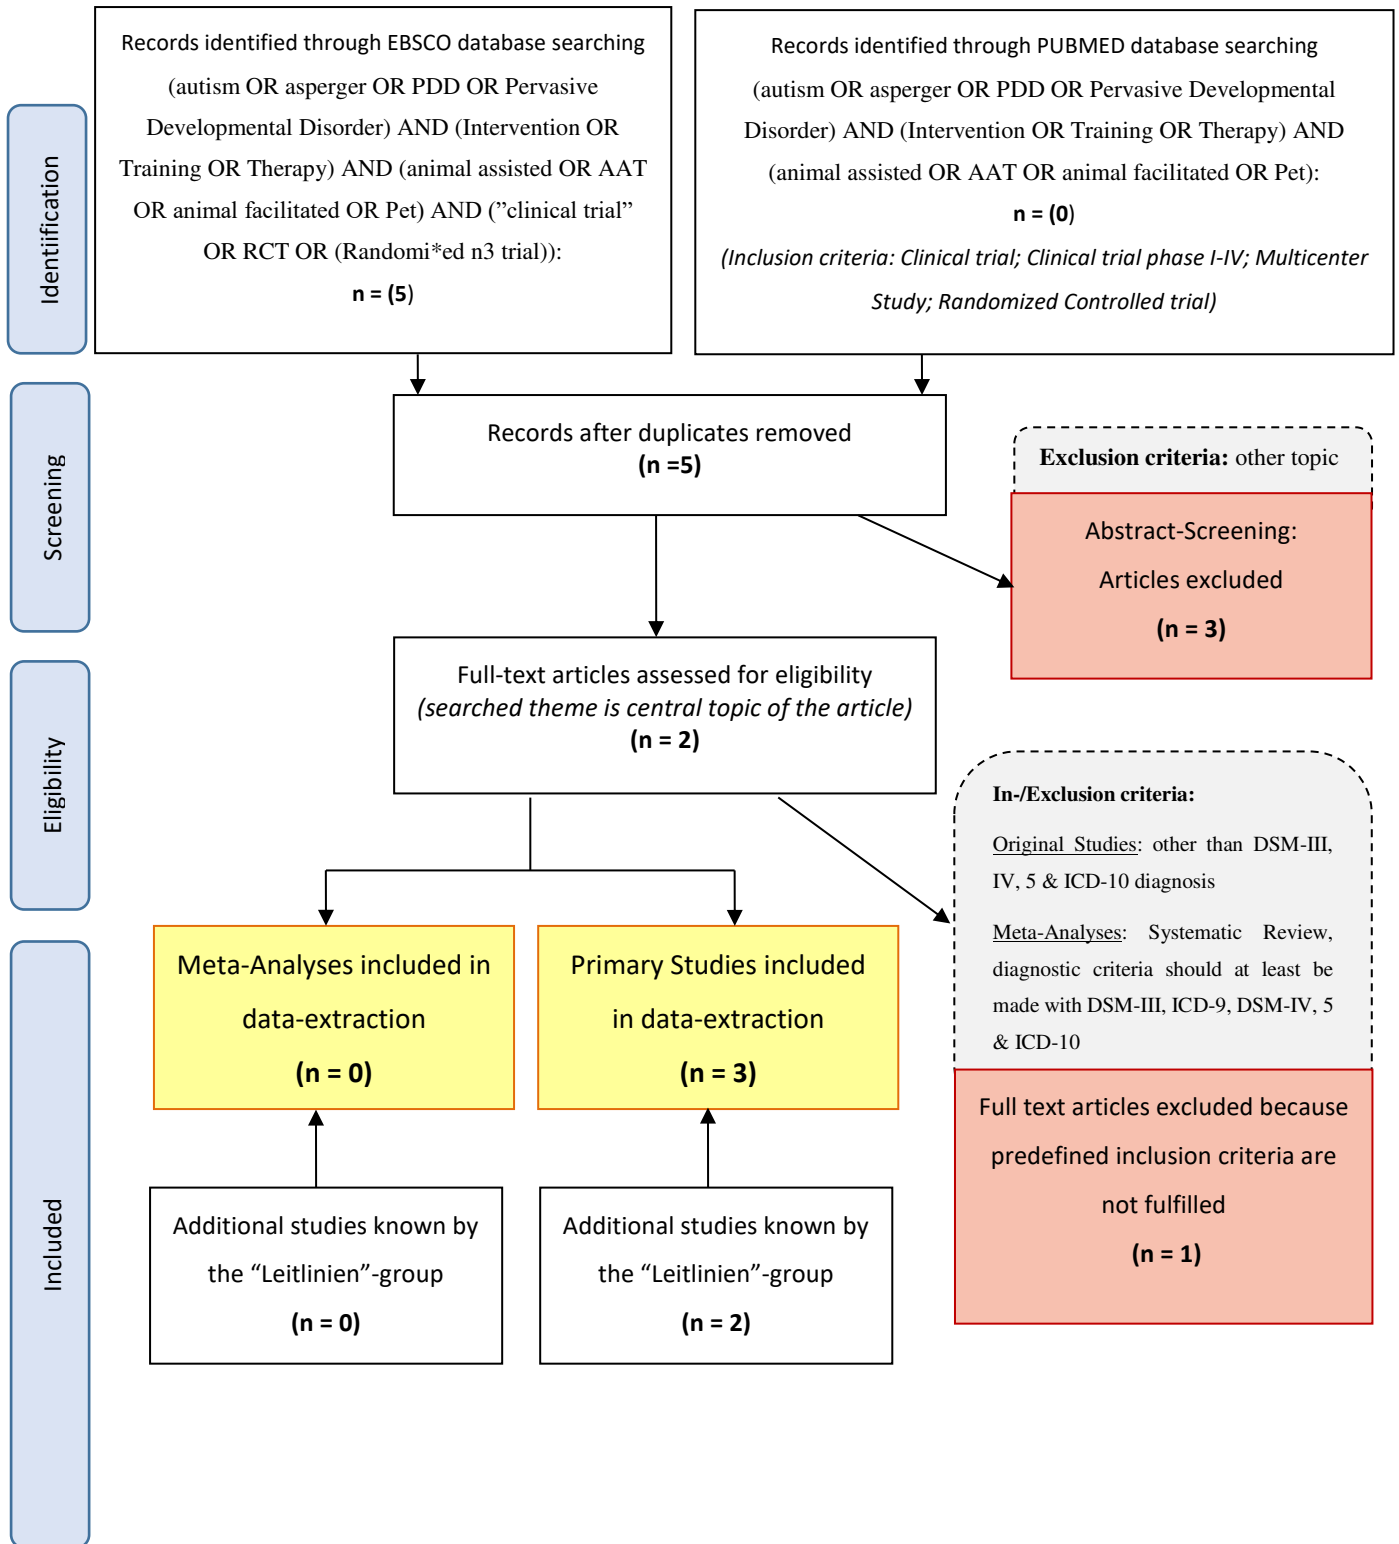 Records identified through EBSCO database searching
(autism OR asperger OR PDD OR Pervasive
Developmental Disorder) AND (Intervention OR
Training OR Therapy) AND (animal assisted OR AAT
OR animal facilitated OR Pet) AND (”clinical trial”
OR RCT OR (Randomi*ed n3 trial)):
n = (5)
Records identified through PUBMED database searching
(autism OR asperger OR PDD OR Pervasive Developmental
Disorder) AND (Intervention OR Training OR Therapy) AND
(animal assisted OR AAT OR animal facilitated OR Pet):
n = (0)
(Inclusion criteria: Clinical trial; Clinical trial phase I-IV; Multicenter
Study; Randomized Controlled trial)
Identiification
Screening
Records after duplicates removed
(n =5)
Exclusion criteria: other topic
Abstract-Screening:
Articles excluded
(n = 3)
Eligibility
Full-text articles assessed for eligibility
(searched theme is central topic of the article)
(n = 2)
In-/Exclusion criteria:
Original Studies: other than DSM-III,
IV, 5 & ICD-10 diagnosis
Meta-Analyses: Systematic Review,
diagnostic criteria should at least be
made with DSM-III, ICD-9, DSM-IV, 5
& ICD-10
Full text articles excluded because
predefined inclusion criteria are
not fulfilled
(n = 1)
Included
Meta-Analyses included in
data-extraction
(n = 0)
Primary Studies included
in data-extraction
(n = 3)
Additional studies known by
the “Leitlinien”-group
(n = 0)
Additional studies known by
the “Leitlinien”-group
(n = 2)